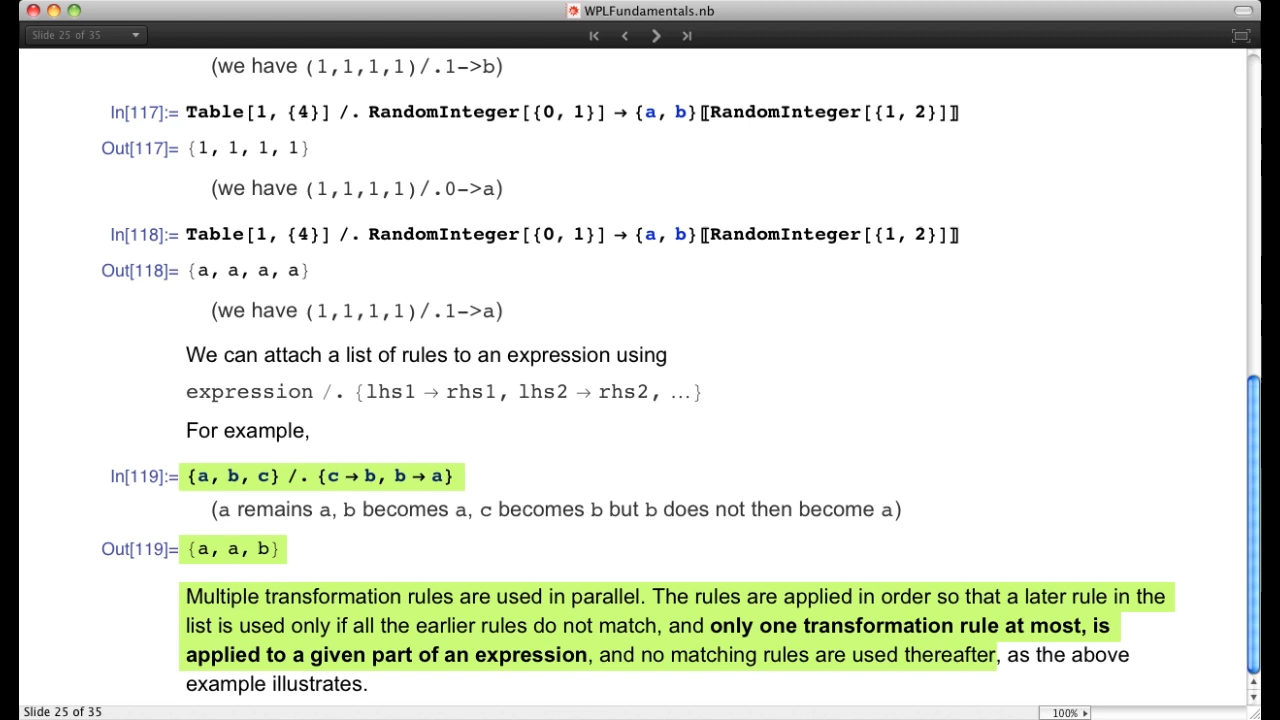 WPLFundamentals.nb
Slide 25 of 35
(we have (1,1,1,1)/.1->b)
In[117]:= Table[1, {4}] /. RandomInteger[{0, 1}] → {a, b}⟦RandomInteger[{1, 2}]⟧
Out[117]= {1, 1, 1, 1}
(we have (1,1,1,1)/.0->a)
In[118]:= Table[1, {4}] /. RandomInteger[{0, 1}] → {a, b}⟦RandomInteger[{1, 2}]⟧
Out[118]= {a, a, a, a}
(we have (1,1,1,1)/.1->a)
We can attach a list of rules to an expression using
expression /. {lhs1 → rhs1, lhs2 → rhs2, …}
For example,
In[119]:= {a, b, c} /. {c → b, b → a}
(a remains a, b becomes a, c becomes b but b does not then become a)
Out[119]= {a, a, b}
Multiple transformation rules are used in parallel. The rules are applied in order so that a later rule in the
list is used only if all the earlier rules do not match, and only one transformation rule at most, is
applied to a given part of an expression, and no matching rules are used thereafter, as the above
example illustrates.
Slide 25 of 35
100%